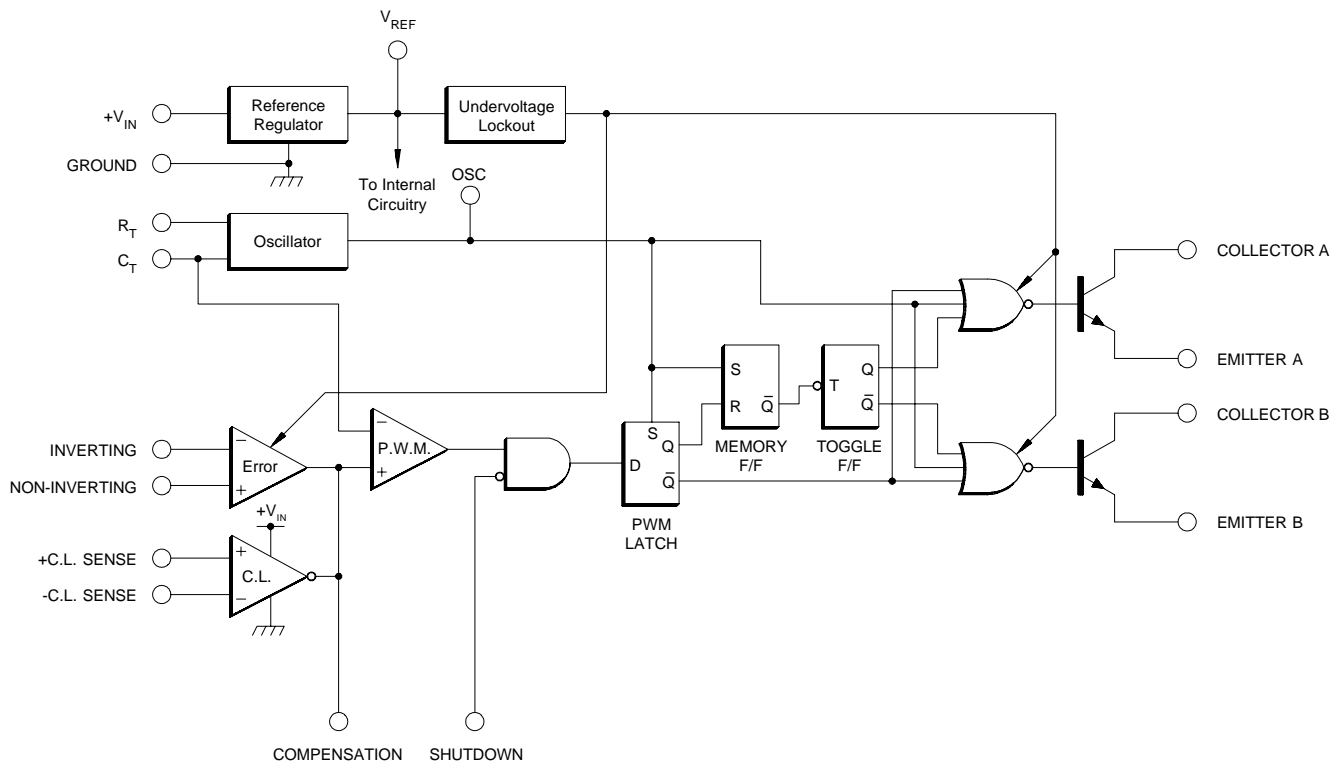 V_REF
+V_IN
Reference
Regulator
Undervoltage
Lockout
GROUND
To Internal
Circuitry
OSC
R_T
C_T
Oscillator
COLLECTOR A
EMITTER A
S
R
Q̅
MEMORY
F/F
T
Q
Q̅
TOGGLE
F/F
COLLECTOR B
EMITTER B
INVERTING
NON-INVERTING
−
Error
+
−
P.W.M.
+
S
D
Q
Q̅
PWM
LATCH
+V_IN
+C.L. SENSE
-C.L. SENSE
+
C.L.
−
COMPENSATION
SHUTDOWN